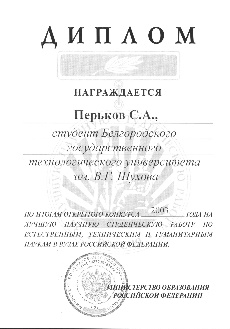 ДИПЛОМ
НАГРАЖДАЕТСЯ
Перьков С.А.,
студент Белгородского
государственного
технологического университета
им. В.Г. Шухова
ПО ИТОГАМ ОТКРЫТОГО КОНКУРСА 2003 ГОДА НА
ЛУЧШУЮ НАУЧНУЮ СТУДЕНЧЕСКУЮ РАБОТУ ПО
ЕСТЕСТВЕННЫМ, ТЕХНИЧЕСКИМ И ГУМАНИТАРНЫМ
НАУКАМ В ВУЗАХ РОССИЙСКОЙ ФЕДЕРАЦИИ.
МИНИСТЕРСТВО ОБРАЗОВАНИЯ
РОССИЙСКОЙ ФЕДЕРАЦИИ